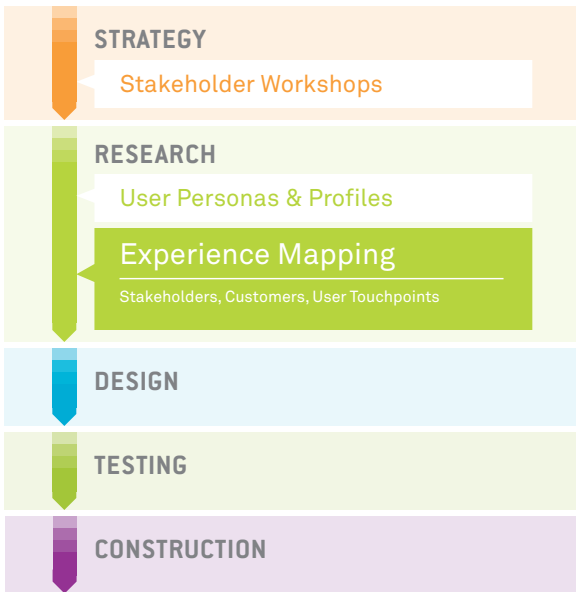 STRATEGY
Stakeholder Workshops
RESEARCH
User Personas & Profiles
Experience Mapping
Stakeholders, Customers, User Touchpoints
DESIGN
TESTING
CONSTRUCTION